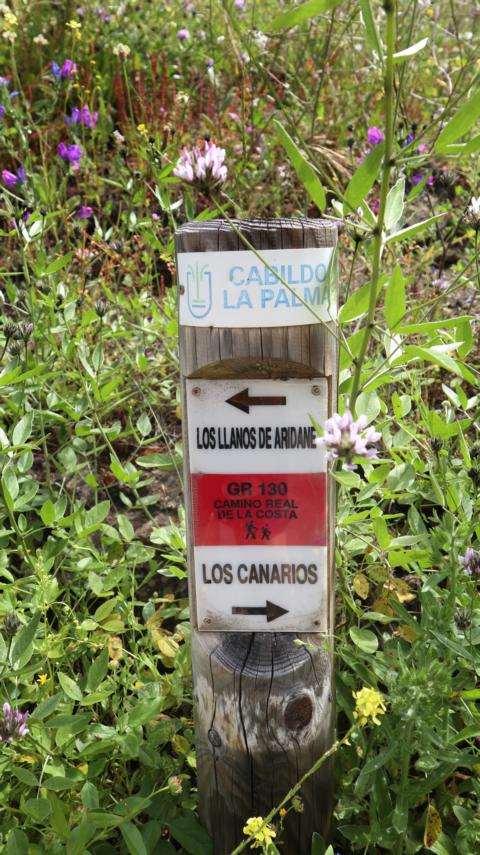 CABILDO
LA PALMA
LOS LLANOS DE ARIDANE
GR 130
CAMINO REAL
DE LA COSTA
LOS CANARIOS